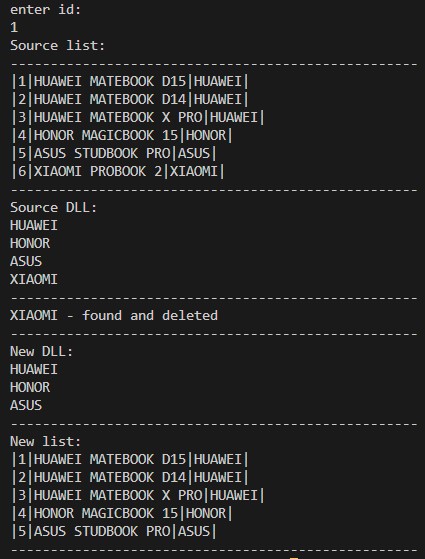 enter id:
1
Source list:
--------------------------------------------------
|1|HUAWEI MATEBOOK D15|HUAWEI|
|2|HUAWEI MATEBOOK D14|HUAWEI|
|3|HUAWEI MATEBOOK X PRO|HUAWEI|
|4|HONOR MAGICBOOK 15|HONOR|
|5|ASUS STUDBOOK PRO|ASUS|
|6|XIAOMI PROBOOK 2|XIAOMI|
--------------------------------------------------
Source DLL:
HUAWEI
HONOR
ASUS
XIAOMI
--------------------------------------------------
XIAOMI - found and deleted
--------------------------------------------------
New DLL:
HUAWEI
HONOR
ASUS
--------------------------------------------------
New list:
|1|HUAWEI MATEBOOK D15|HUAWEI|
|2|HUAWEI MATEBOOK D14|HUAWEI|
|3|HUAWEI MATEBOOK X PRO|HUAWEI|
|4|HONOR MAGICBOOK 15|HONOR|
|5|ASUS STUDBOOK PRO|ASUS|
--------------------------------------------------